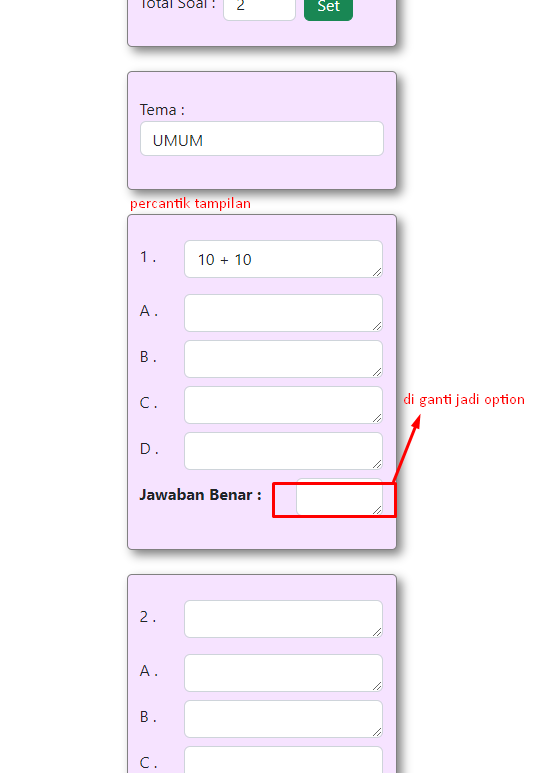 Total Soal : 2 Set
Tema :
UMUM
percantik tampilan
1 . 10 + 10
A .
B .
C .
di ganti jadi option
D .
Jawaban Benar :
2 .
A .
B .
C .